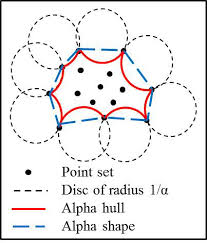 Point set
Disc of radius 1/α
Alpha hull
Alpha shape